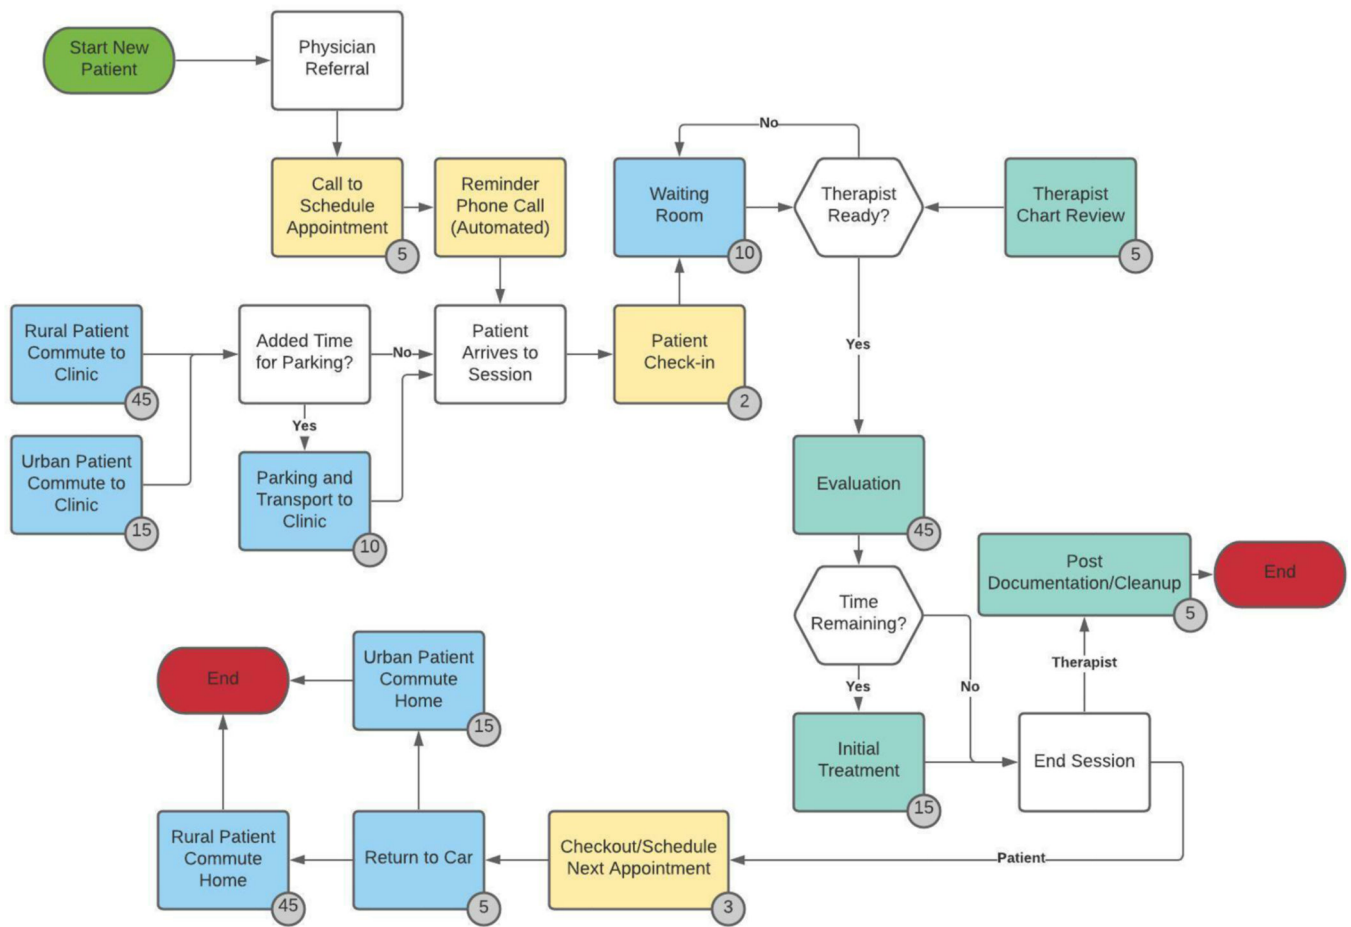 Start New
Patient
Physician
Referral
Call to
Schedule
Appointment
5
Reminder
Phone Call
(Automated)
No
Waiting
Room
10
Therapist
Ready?
Therapist
Chart Review
5
Rural Patient
Commute to
Clinic
45
Added Time
for Parking?
No
Patient
Arrives to
Session
Patient
Check-in
2
Yes
Yes
Urban Patient
Commute to
Clinic
15
Parking and
Transport to
Clinic
10
Evaluation
45
Time
Remaining?
Post
Documentation/Cleanup
5
End
Therapist
Yes
No
Initial
Treatment
15
End Session
Patient
Checkout/Schedule
Next Appointment
3
Return to Car
5
Urban Patient
Commute
Home
15
End
Rural Patient
Commute
Home
45